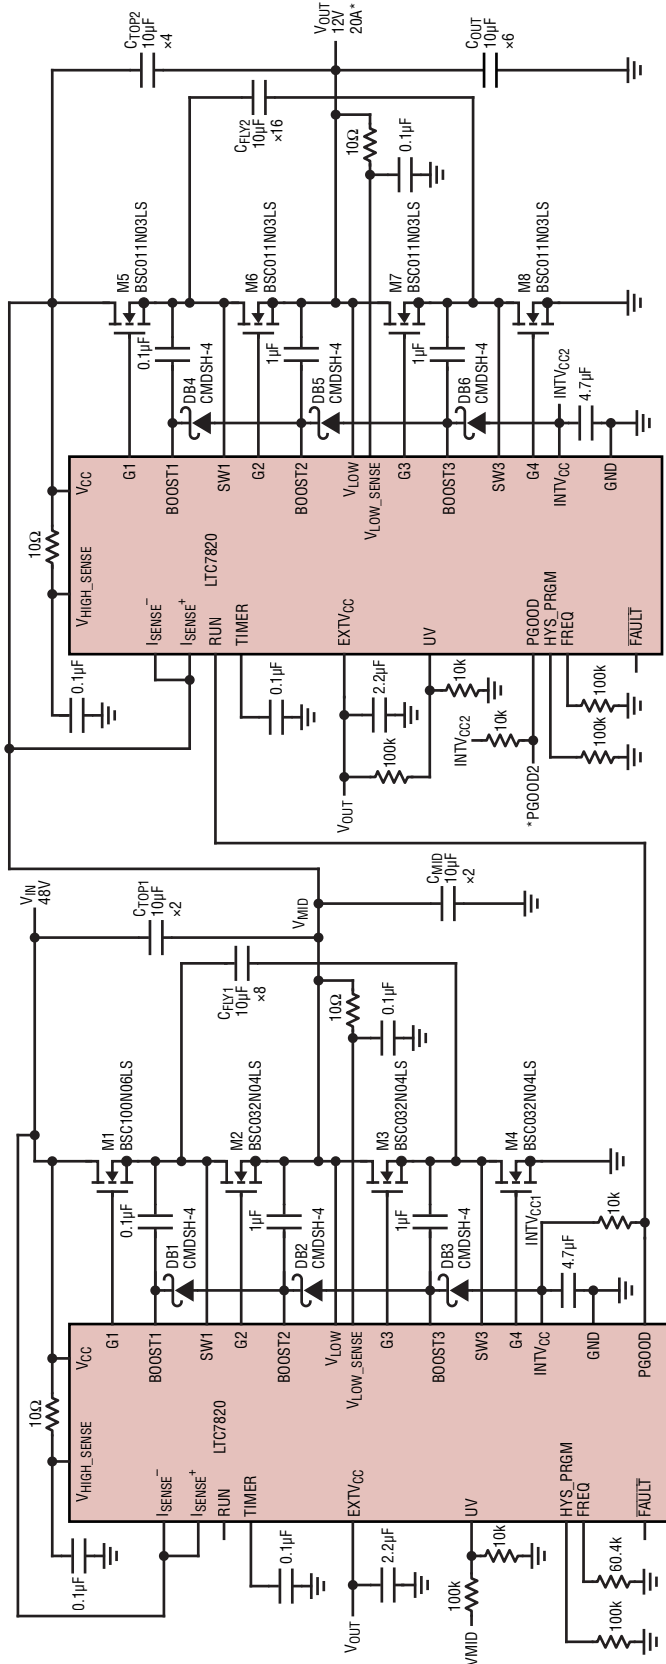 VIN
48V
CTOP1
10µF
×2
VMID
CMID
10µF
×2
CFLY1
10µF
×8
10Ω
0.1µF
M1
BSC100N06LS
M2
BSC032N04LS
M3
BSC032N04LS
M4
BSC032N04LS
0.1µF
1µF
1µF
INTVCC1
10k
DB1
CMDSH-4
DB2
CMDSH-4
DB3
CMDSH-4
4.7µF
VCC
G1
BOOST1
SW1
G2
BOOST2
VLOW
VLOW_SENSE
G3
BOOST3
SW3
G4
INTVCC
GND
PGOOD
10Ω
LTC7820
VHIGH_SENSE
ISENSE–
ISENSE+
RUN
TIMER
EXTVCC
UV
HYS_PRGM
FREQ
FAULT
0.1µF
0.1µF
2.2µF
VOUT
10k
100k
VMID
60.4k
100k
CTOP2
10µF
×4
VOUT
12V
20A*
COUT
10µF
×6
CFLY2
10µF
×16
10Ω
0.1µF
M5
BSC011N03LS
M6
BSC011N03LS
M7
BSC011N03LS
M8
BSC011N03LS
0.1µF
1µF
1µF
DB4
CMDSH-4
DB5
CMDSH-4
DB6
CMDSH-4
INTVCC2
4.7µF
VCC
G1
BOOST1
SW1
G2
BOOST2
VLOW
VLOW_SENSE
G3
BOOST3
SW3
G4
INTVCC
GND
10Ω
LTC7820
VHIGH_SENSE
ISENSE–
ISENSE+
RUN
TIMER
EXTVCC
UV
PGOOD
HYS_PRGM
FREQ
FAULT
0.1µF
0.1µF
2.2µF
VOUT
100k
10k
INTVCC2
10k
*PGOOD2
100k
100k